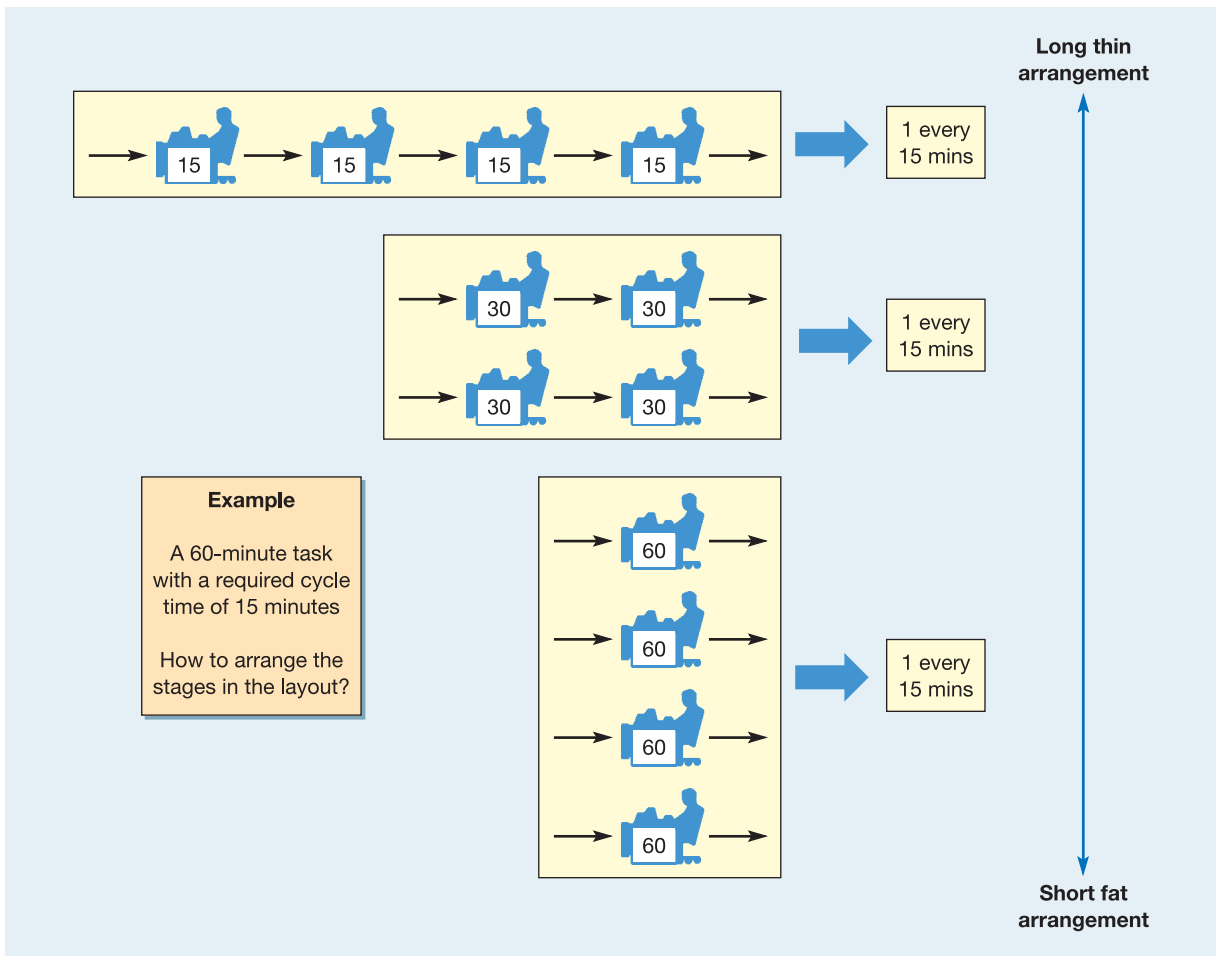 Long thin
arrangement
15
15
15
15
1 every
15 mins
30
30
30
30
1 every
15 mins
Example
A 60-minute task
with a required cycle
time of 15 minutes
How to arrange the
stages in the layout?
60
60
60
60
1 every
15 mins
Short fat
arrangement